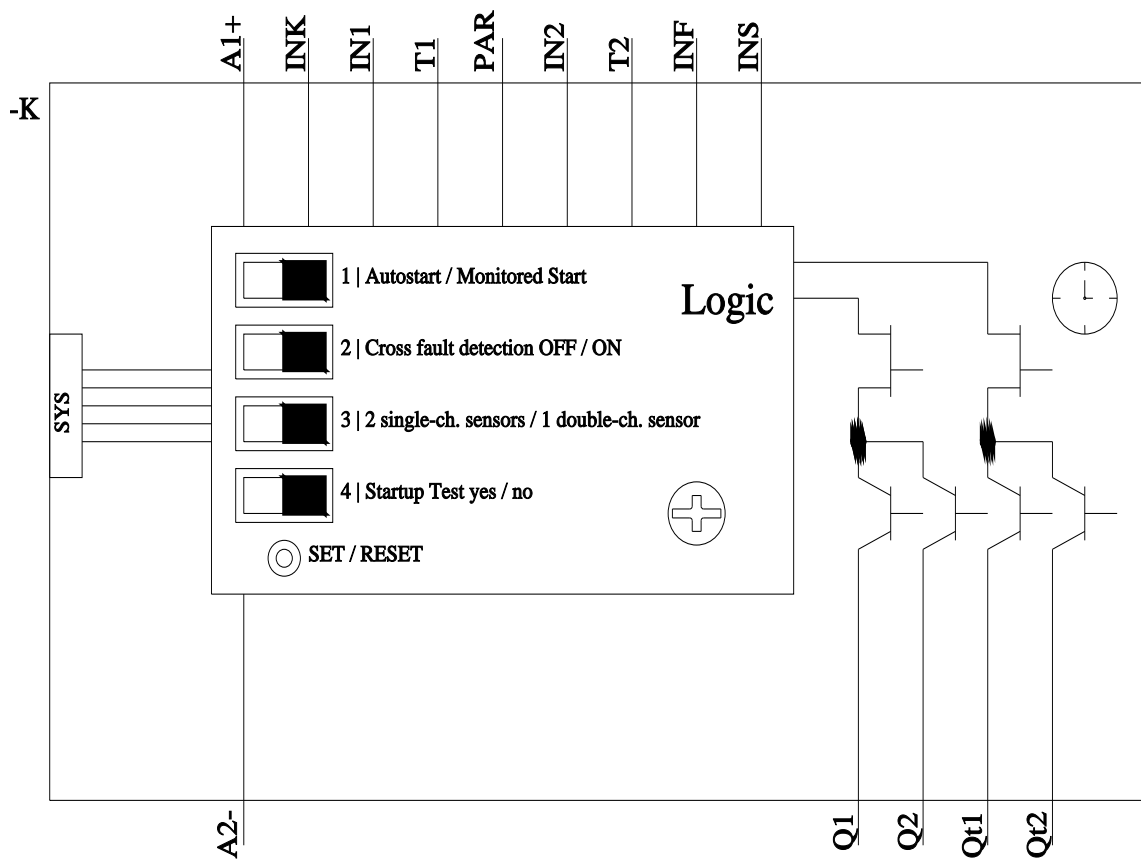 A1+
INK
IN1
T1
PAR
IN2
T2
INF
INS
-K
1 | Autostart / Monitored Start
Logic
2 | Cross fault detection OFF / ON
SYS
3 | 2 single-ch. sensors / 1 double-ch. sensor
4 | Startup Test yes / no
SET / RESET
A2-
Q1
Q2
Qt1
Qt2